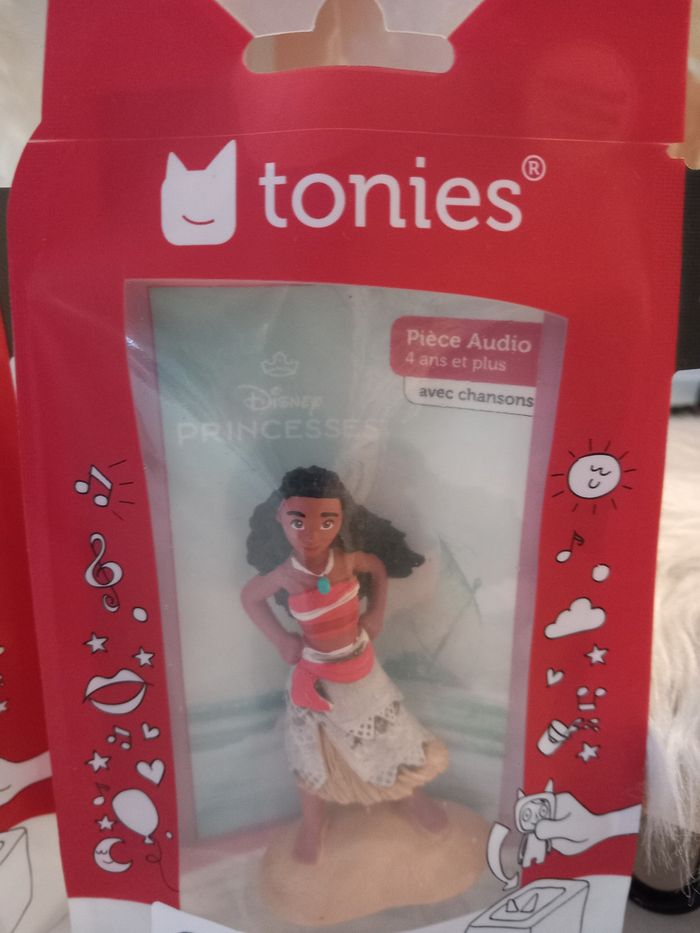 tonies®
Pièce Audio
4 ans et plus
avec chansons
Disney
PRINCESSES